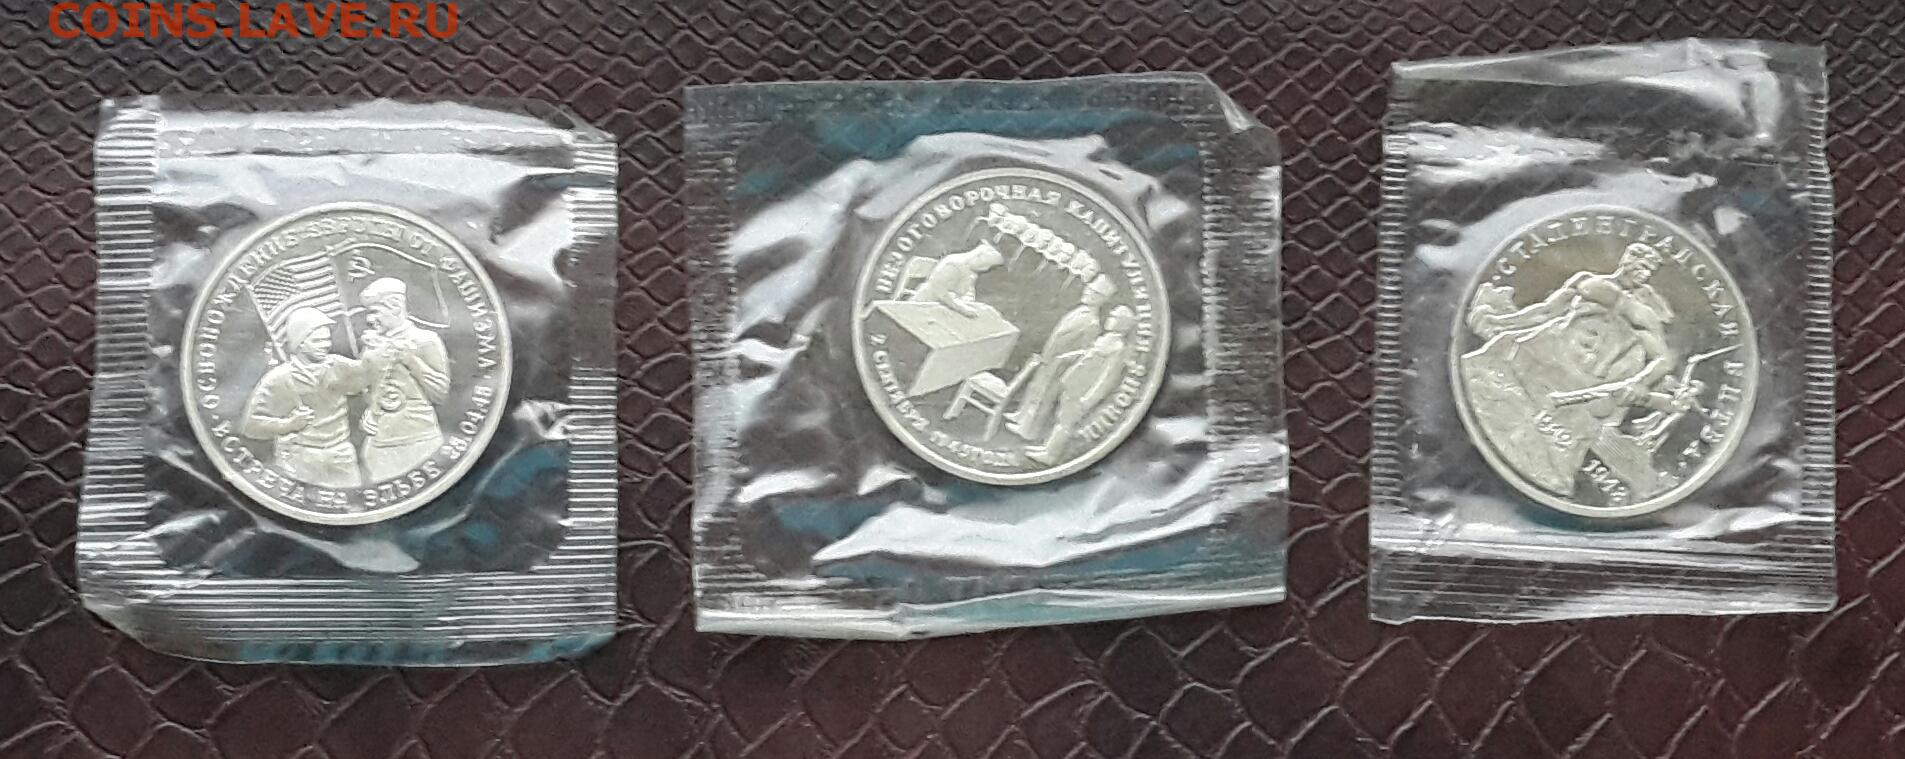 COINS.LAVE.RU
ОСВОБОЖДЕНИЕ ЕВРОПЫ ОТ ФАШИЗМА
ВСТРЕЧА НА ЭЛЬБЕ 25.04.45
БЕЗОГОВОРОЧНАЯ КАПИТУЛЯЦИЯ ЯПОНИИ
2 СЕНТЯБРЯ 1945 ГОДА
СТАЛИНГРАДСКАЯ БИТВА
1942
1943